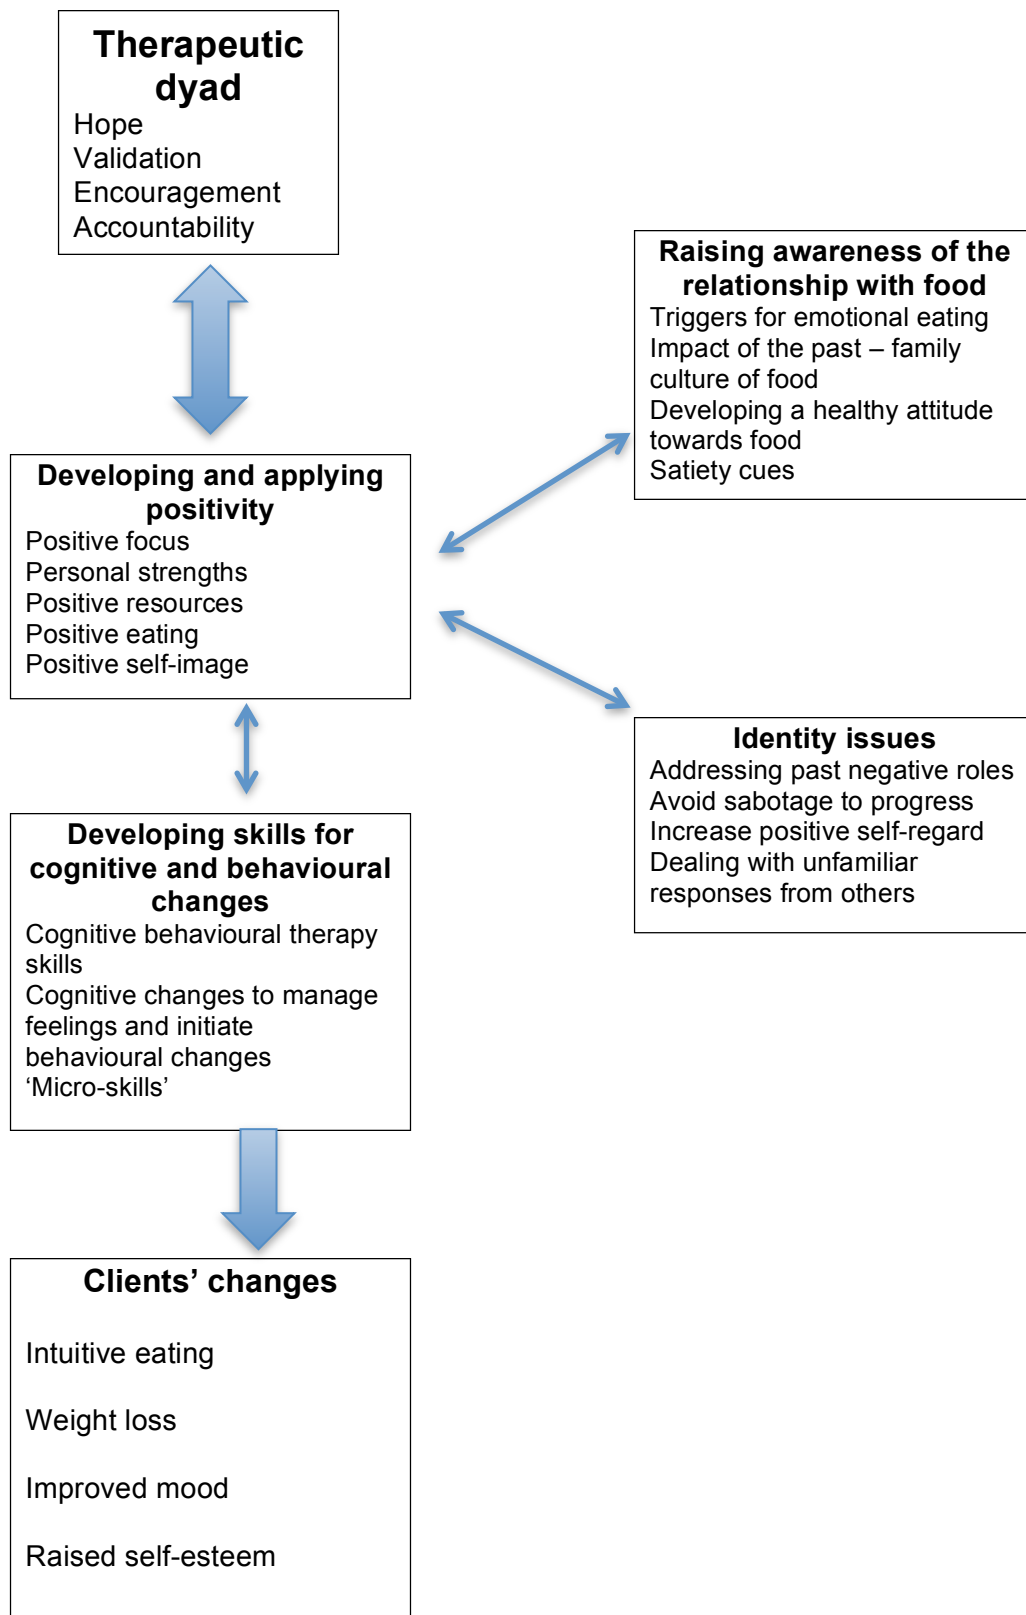 Therapeutic
dyad
Hope
Validation
Encouragement
Accountability
Raising awareness of the
relationship with food
Triggers for emotional eating
Impact of the past – family
culture of food
Developing a healthy attitude
towards food
Satiety cues
Developing and applying
positivity
Positive focus
Personal strengths
Positive resources
Positive eating
Positive self-image
Identity issues
Addressing past negative roles
Avoid sabotage to progress
Increase positive self-regard
Dealing with unfamiliar
responses from others
Developing skills for
cognitive and behavioural
changes
Cognitive behavioural therapy
skills
Cognitive changes to manage
feelings and initiate
behavioural changes
‘Micro-skills’
Clients’ changes
Intuitive eating
Weight loss
Improved mood
Raised self-esteem